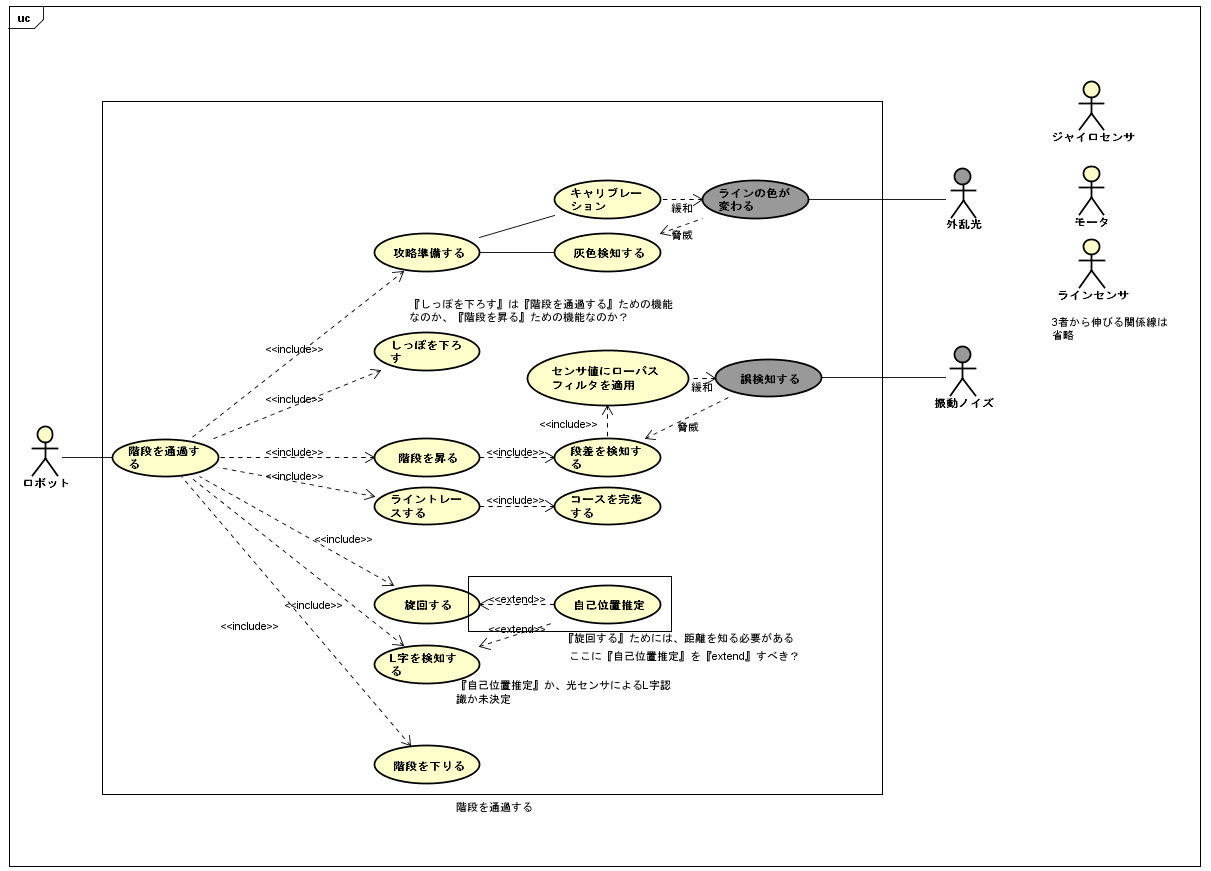 uc
ジャイロセンサ
キャリブレー
ション
緩和
ラインの色が
変わる
外乱光
モータ
脅威
攻略準備する
灰色検知する
ラインセンサ
3者から伸びる関係線は
省略
『しっぽを下ろす』は『階段を通過する』ための機能
なのか、『階段を昇る』ための機能なのか？
<<include>>
しっぽを下ろ
す
センサ値にローパス
フィルタを適用
緩和
誤検知する
振動ノイズ
<<include>>
<<include>>
脅威
ロボット
階段を通過す
る
<<include>>
階段を昇る
<<include>>
段差を検知す
る
<<include>>
ライントレー
スする
<<include>>
コースを完走
する
<<include>>
<<include>>
<<include>>
旋回する
<<extend>>
自己位置推定
<<extend>>
『旋回する』ためには、距離を知る必要がある
ここに『自己位置推定』を『extend』すべき？
L字を検知す
る
『自己位置推定』か、光センサによるL字認
識か未決定
階段を下りる
階段を通過する